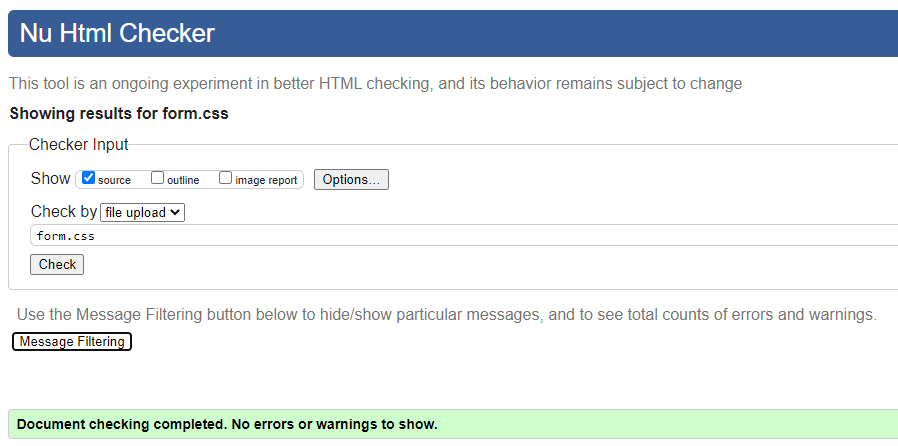 Nu Html Checker
This tool is an ongoing experiment in better HTML checking, and its behavior remains subject to change
Showing results for form.css
Checker Input
Show source outline image report Options...
Check by file upload
form.css
Check
Use the Message Filtering button below to hide/show particular messages, and to see total counts of errors and warnings.
Message Filtering
Document checking completed. No errors or warnings to show.